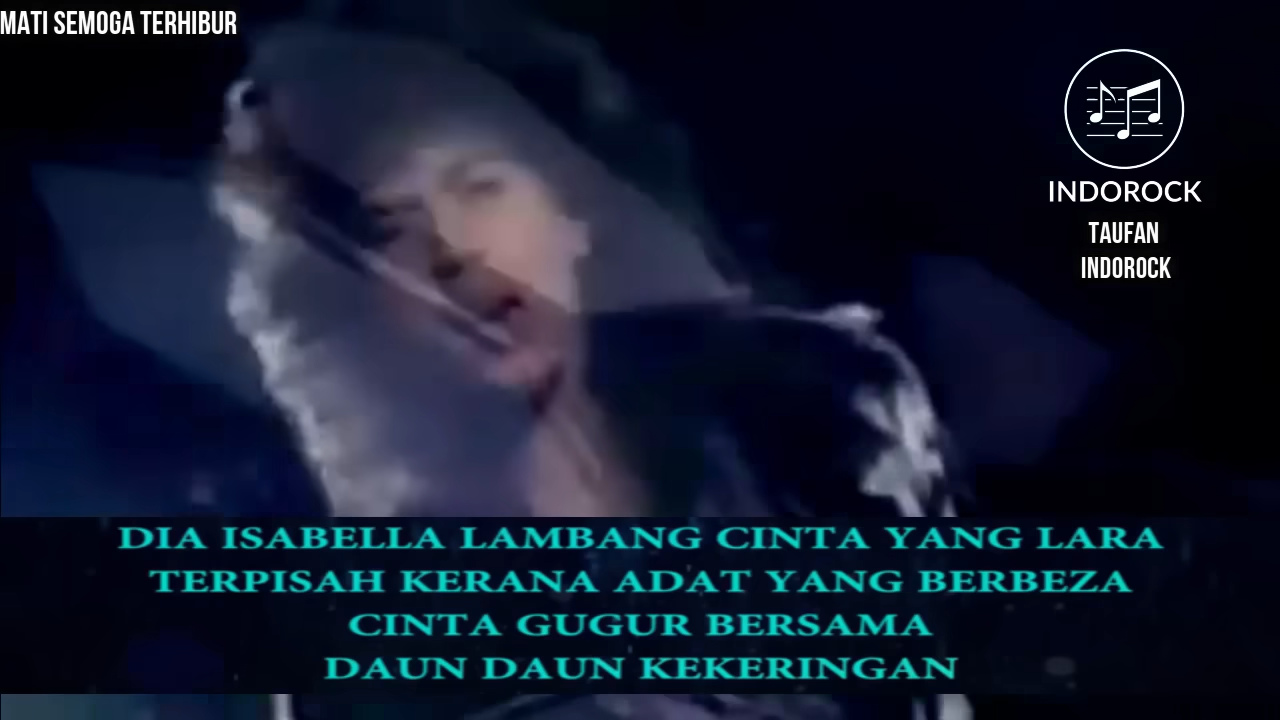 MATI SEMOGA TERHIBUR
INDOROCK
TAUFAN
INDOROCK
DIA ISABELLA LAMBANG CINTA YANG LARA
TERPISAH KERANA ADAT YANG BERBEZA
CINTA GUGUR BERSAMA
DAUN DAUN KEKERINGAN